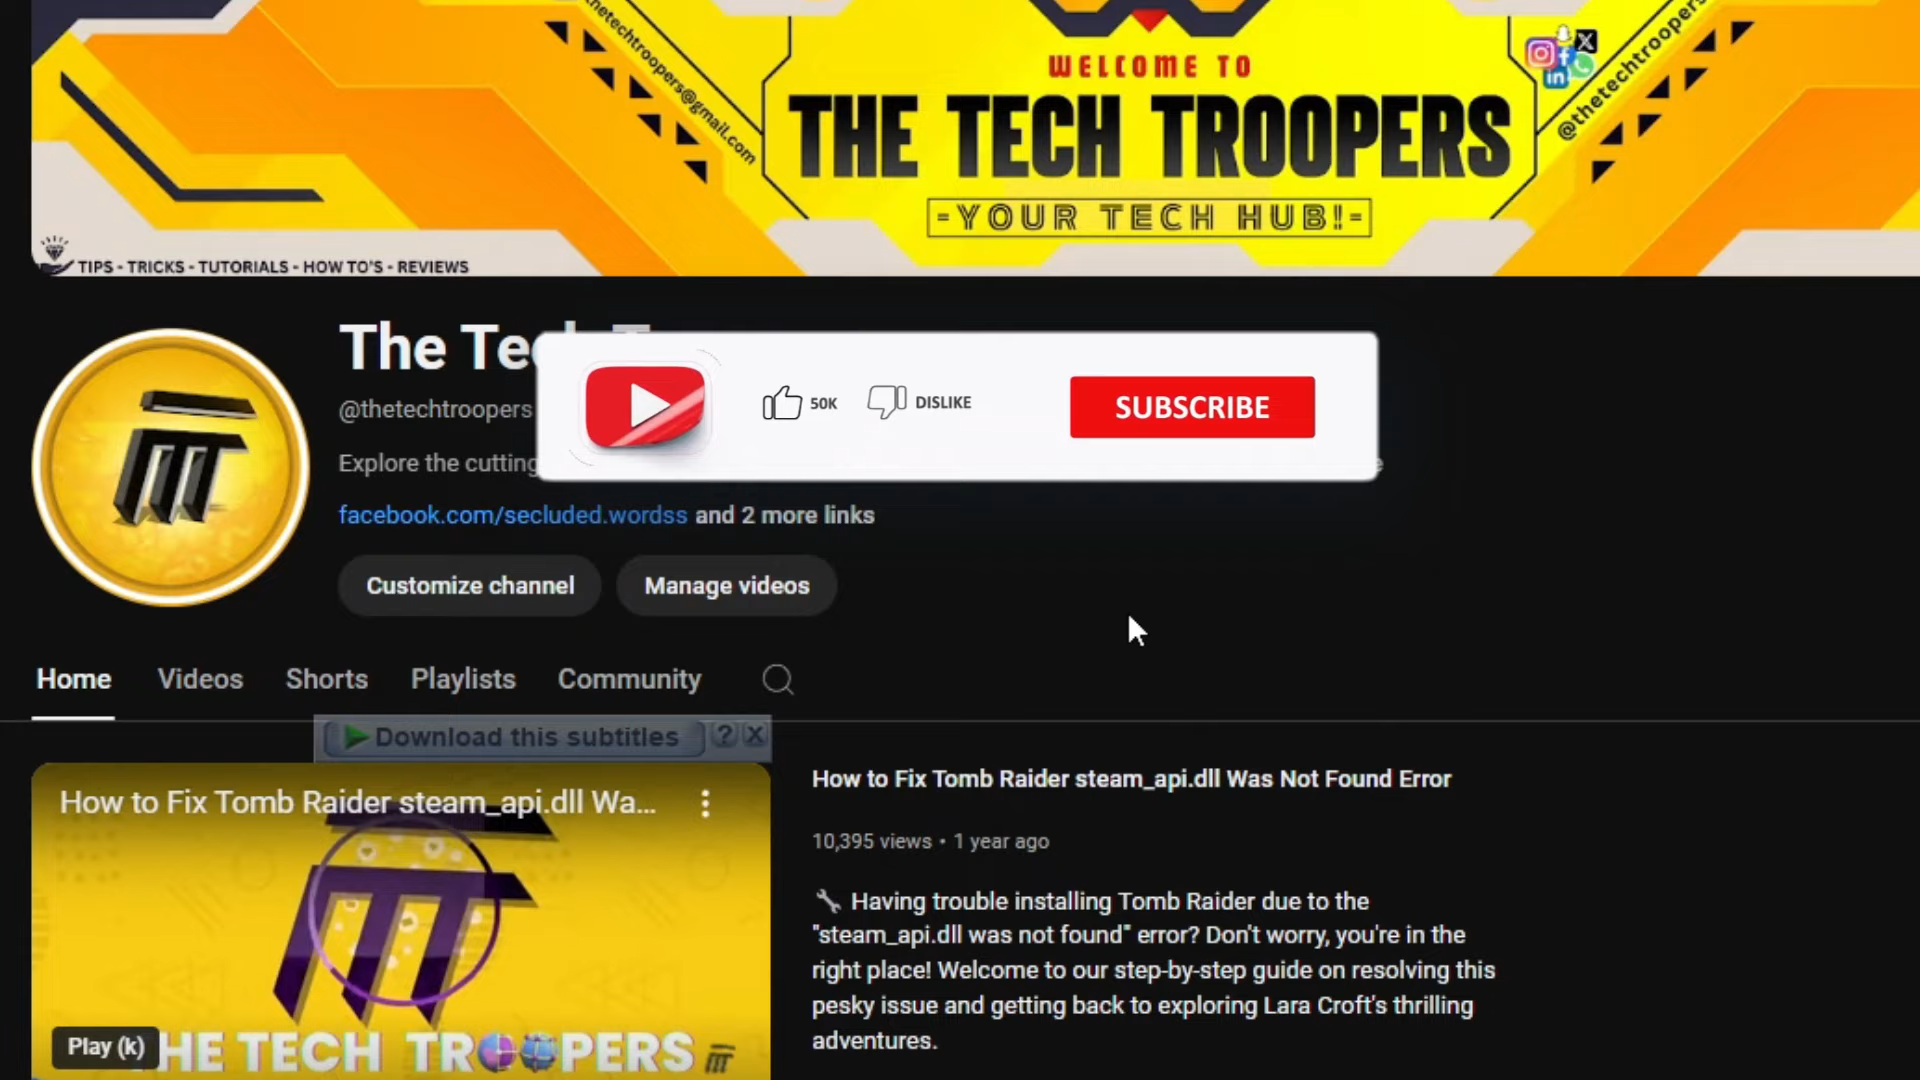 thetechtroopers@gmail.com
WELCOME TO
THE TECH TROOPERS
-YOUR TECH HUB!-
@thetechtroopers
TIPS - TRICKS - TUTORIALS - HOW TO'S - REVIEWS
The Tec
@thetechtroopers
50K
DISLIKE
SUBSCRIBE
Explore the cutting
facebook.com/secluded.wordss and 2 more links
Customize channel
Manage videos
Home
Videos
Shorts
Playlists
Community
Download this subtitles
? X
How to Fix Tomb Raider steam_api.dll Wa...
Play (k)
THE TECH TROOPERS
How to Fix Tomb Raider steam_api.dll Was Not Found Error
10,395 views • 1 year ago
Having trouble installing Tomb Raider due to the
"steam_api.dll was not found" error? Don't worry, you're in the
right place! Welcome to our step-by-step guide on resolving this
pesky issue and getting back to exploring Lara Croft's thrilling
adventures.